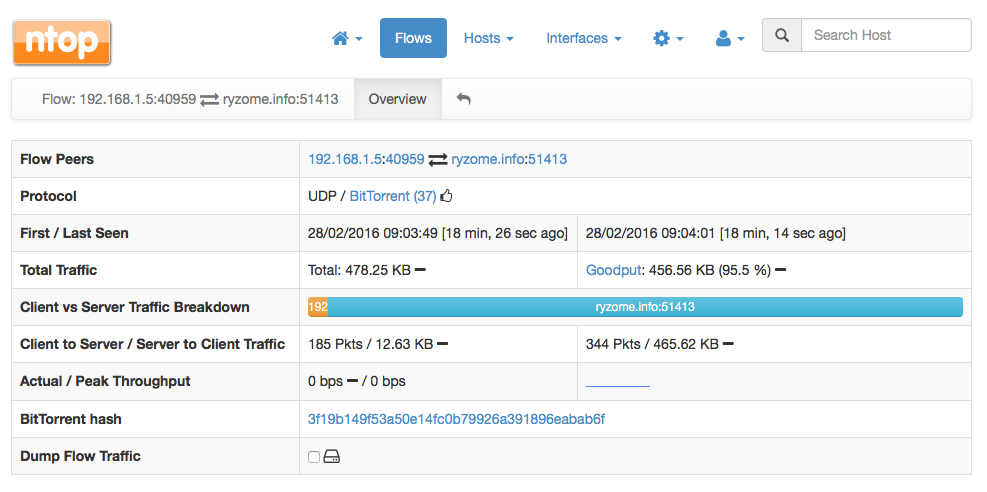 ntop
Flows Hosts Interfaces Search Host
Flow: 192.168.1.5:40959 ryzome.info:51413 Overview
Flow Peers 192.168.1.5:40959 ryzome.info:51413
Protocol UDP / BitTorrent (37)
First / Last Seen 28/02/2016 09:03:49 [18 min, 26 sec ago] 28/02/2016 09:04:01 [18 min, 14 sec ago]
Total Traffic Total: 478.25 KB Goodput: 456.56 KB (95.5 %)
Client vs Server Traffic Breakdown 192 ryzome.info:51413
Client to Server / Server to Client Traffic 185 Pkts / 12.63 KB 344 Pkts / 465.62 KB
Actual / Peak Throughput 0 bps / 0 bps
BitTorrent hash 3f19b149f53a50e14fc0b79926a391896eabab6f
Dump Flow Traffic